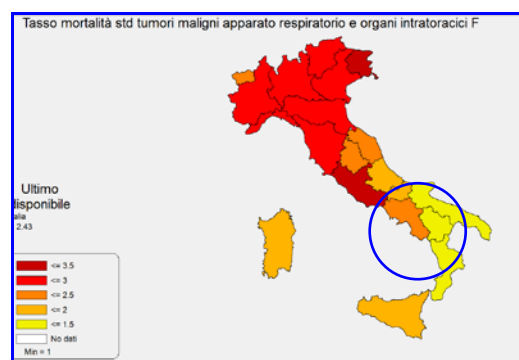 Tasso mortalità std tumori maligni apparato respiratorio e organi intratoracici F
Ultimo
disponibile
2.43
<= 3.5
<= 3
<= 2.5
<= 2
<= 1.5
No dati
Min = 1